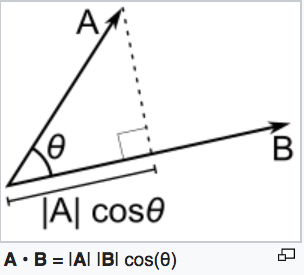 A
θ
B
|A| cosθ
A • B = |A| |B| cos(θ)